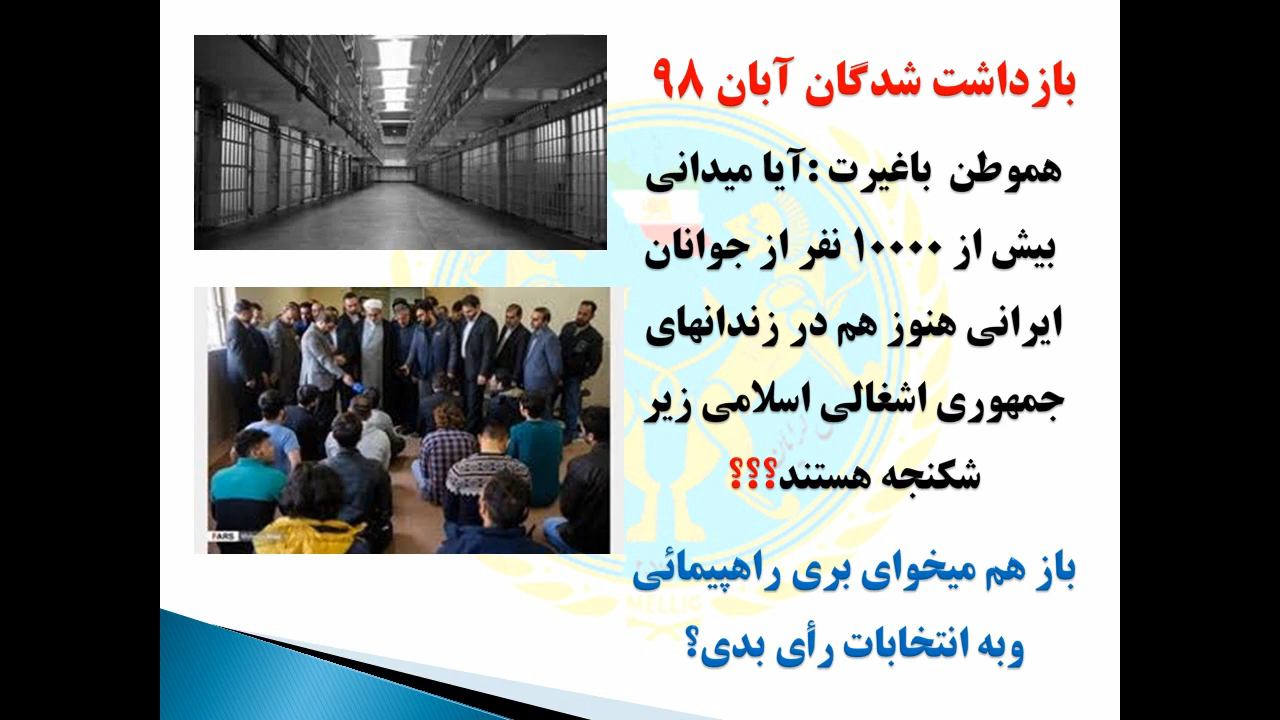 بازداشت شدگان آبان ۹۸
هموطن باغیرت :آیا میدانی
بیش از ۱۰۰۰۰ نفر از جوانان
ایرانی هنوز هم در زندانهای
جمهوری اشغالی اسلامی زیر
شکنجه هستند؟؟؟
باز هم میخوای بری راهپیمائی
وبه انتخابات رأی بدی؟
FARS
MELLIG